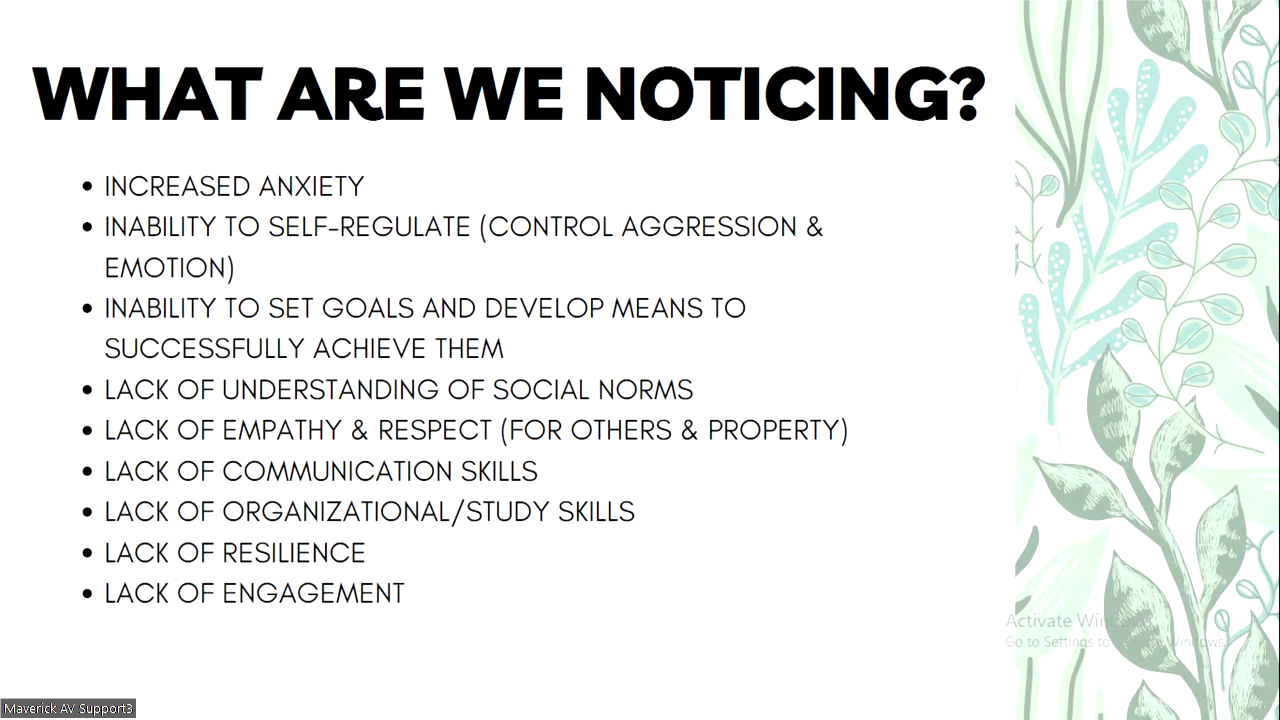 WHAT ARE WE NOTICING?
• INCREASED ANXIETY
• INABILITY TO SELF-REGULATE (CONTROL AGGRESSION &
EMOTION)
• INABILITY TO SET GOALS AND DEVELOP MEANS TO
SUCCESSFULLY ACHIEVE THEM
• LACK OF UNDERSTANDING OF SOCIAL NORMS
• LACK OF EMPATHY & RESPECT (FOR OTHERS & PROPERTY)
• LACK OF COMMUNICATION SKILLS
• LACK OF ORGANIZATIONAL/STUDY SKILLS
• LACK OF RESILIENCE
• LACK OF ENGAGEMENT
Activate
Go to Settings to Windows.
Maverick AV Support3